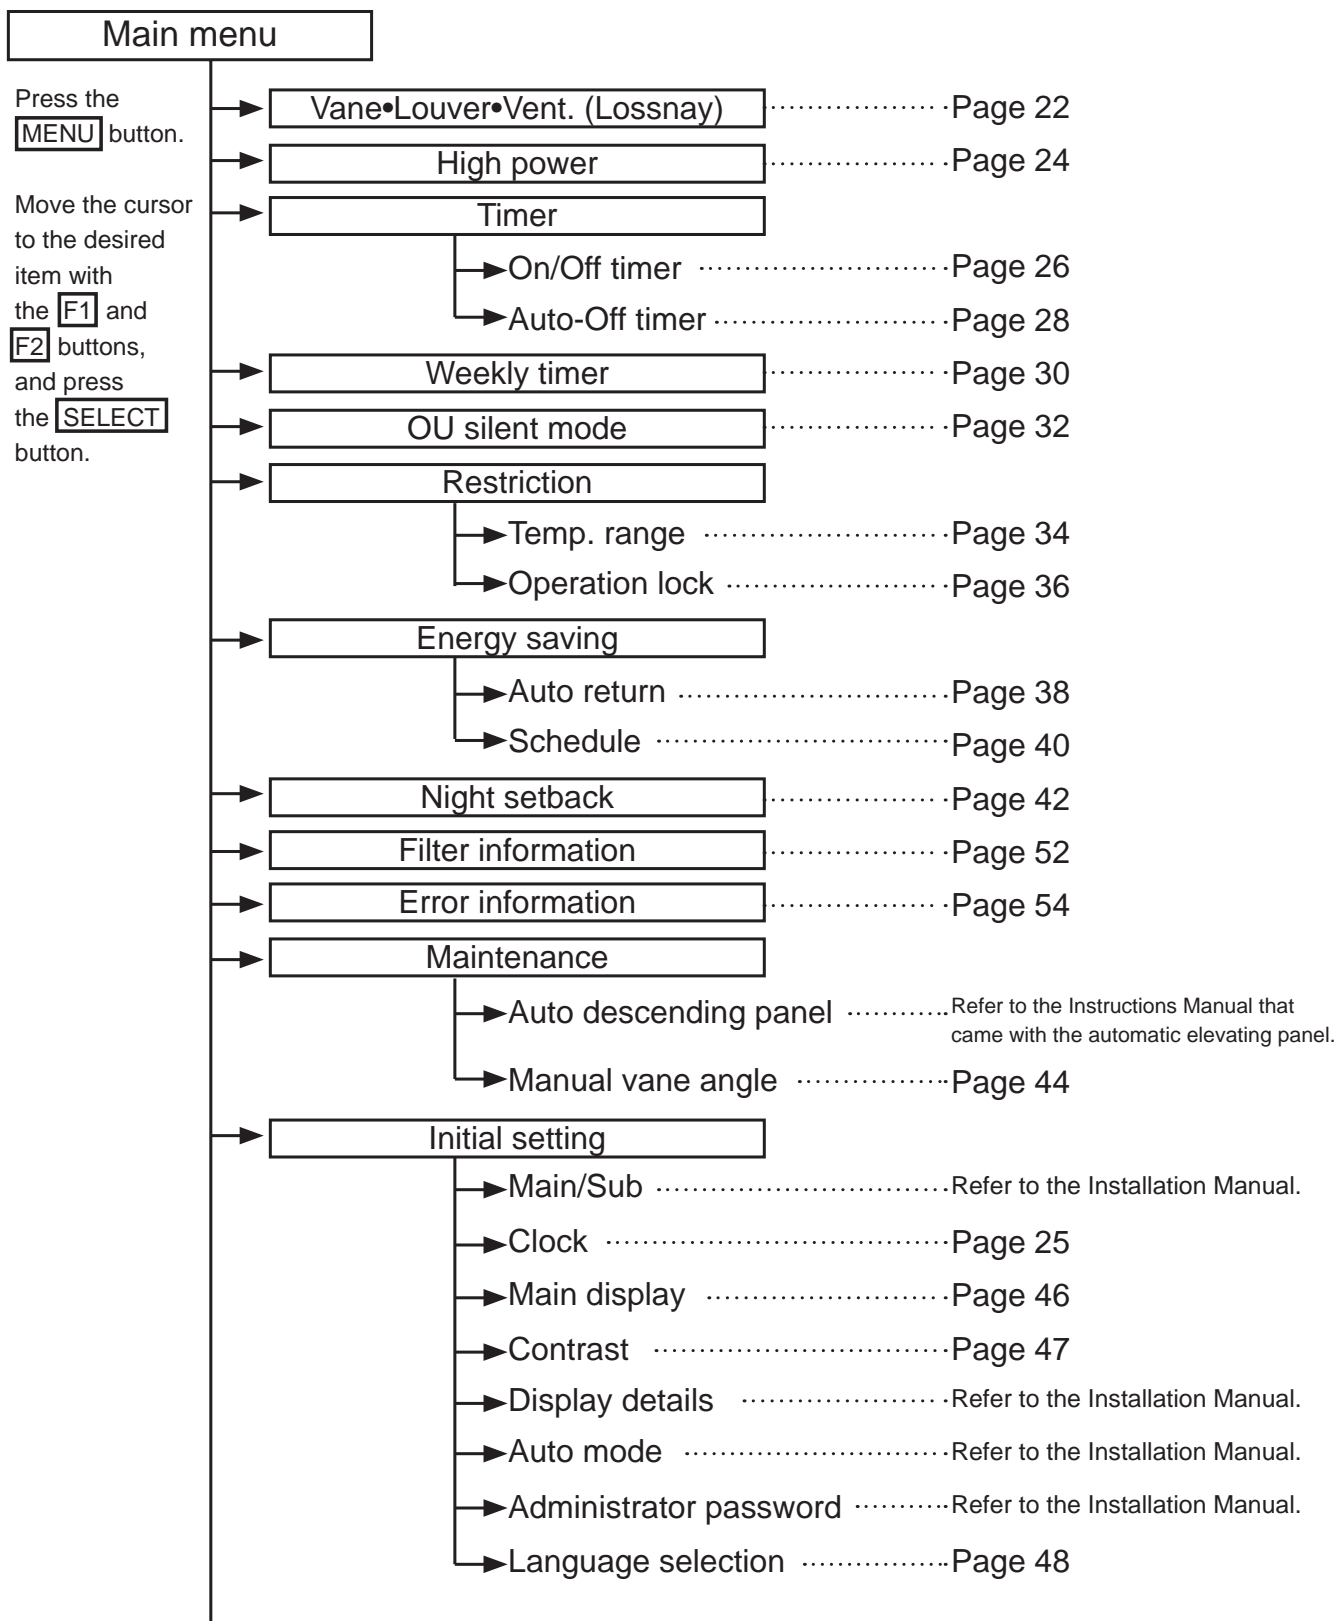 Main menu
Press the
MENU button.
Move the cursor
to the desired
item with
the F1 and
F2 buttons,
and press
the SELECT
button.
Vane•Louver•Vent. (Lossnay) Page 22
High power Page 24
Timer
On/Off timer Page 26
Auto-Off timer Page 28
Weekly timer Page 30
OU silent mode Page 32
Restriction
Temp. range Page 34
Operation lock Page 36
Energy saving
Auto return Page 38
Schedule Page 40
Night setback Page 42
Filter information Page 52
Error information Page 54
Maintenance
Auto descending panel Refer to the Instructions Manual that
came with the automatic elevating panel.
Manual vane angle Page 44
Initial setting
Main/Sub Refer to the Installation Manual.
Clock Page 25
Main display Page 46
Contrast Page 47
Display details Refer to the Installation Manual.
Auto mode Refer to the Installation Manual.
Administrator password Refer to the Installation Manual.
Language selection Page 48